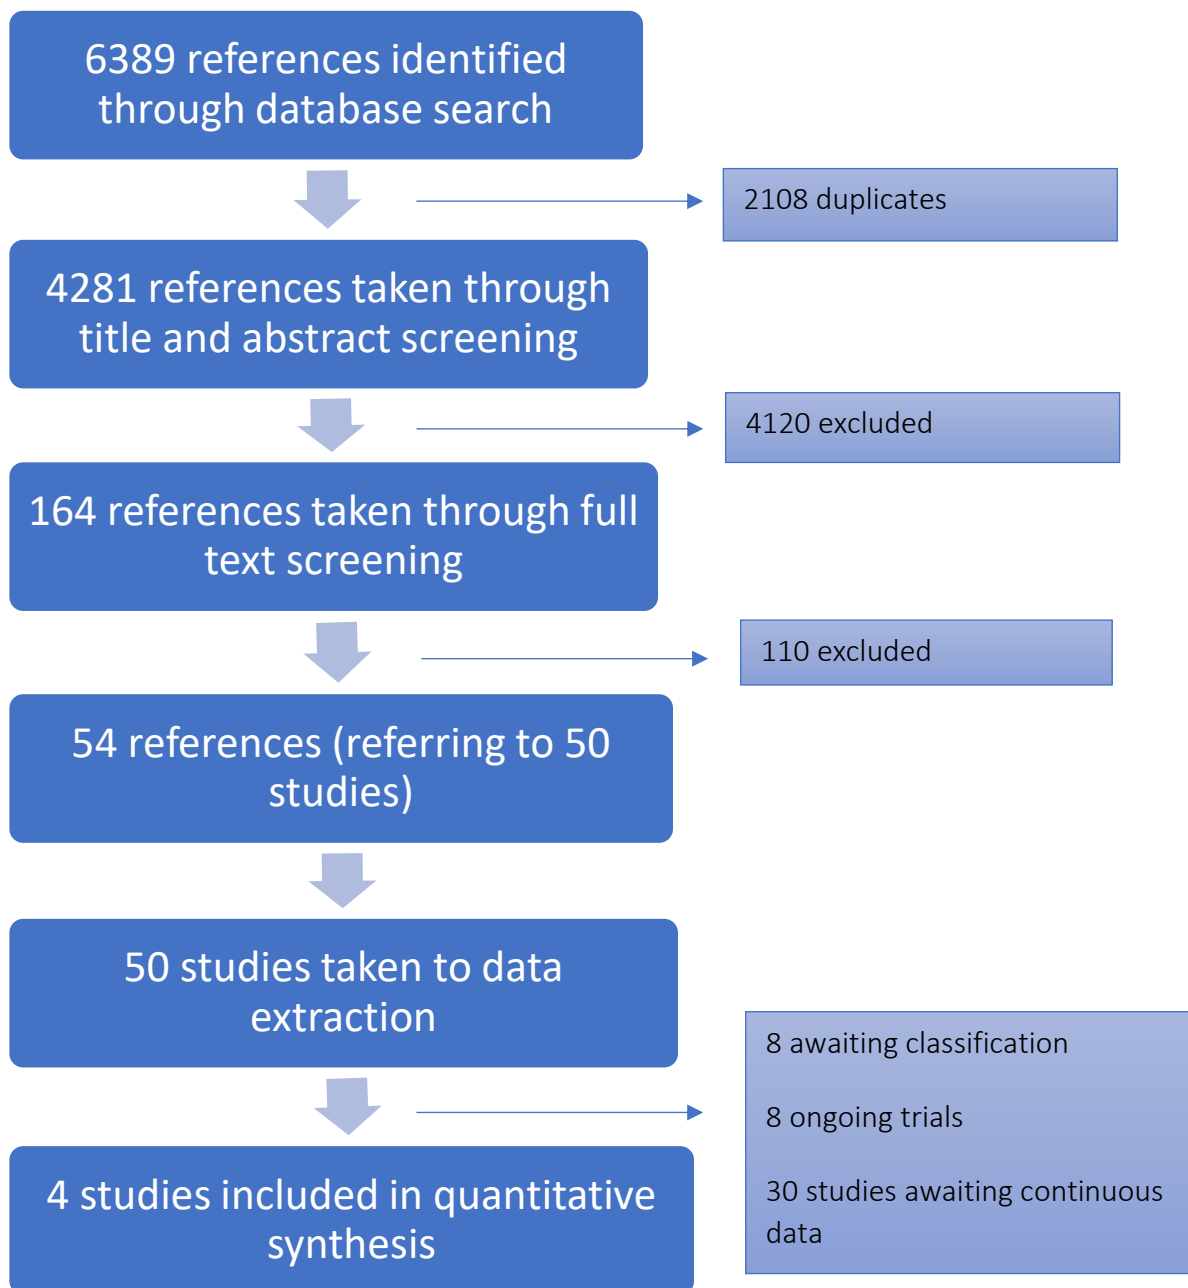 6389 references identified
through database search
2108 duplicates
4281 references taken through
title and abstract screening
4120 excluded
164 references taken through full
text screening
110 excluded
54 references (referring to 50
studies)
50 studies taken to data
extraction
8 awaiting classification
8 ongoing trials
30 studies awaiting continuous
data
4 studies included in quantitative
synthesis